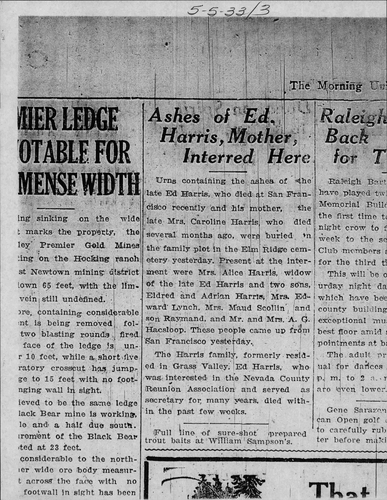 5-5-33/3
The Morning Un
MIER LEDGE
OTABLE FOR
MENSE WIDTH
ing sinking on the wide
t marks the property, the
ley Premier Gold Mines
g on the Hocking ranch
st Newtown mining district
down 65 feet, with the lim-
vein still undefined.
ore, containing considerable
nt is being removed, fol-
two blasting rounds fired
face of the ledge is un-
r 10 feet, while a short-five
ratory crosscut has jump-
ge to 15 feet with no foot-
nging wall in sight.
ieved to be the same ledge
Black Bear mine is working,
le and a half due south.
urement of the Black Bear
ted at 23 feet.
considerable to the north-
her wide ore body measur-
t across the face with no
footwall in sight has been
Ashes of Ed.
Harris, Mother,
Interred Here
Urns containing the ashes of the
late Ed Harris, who died at San Fran-
cisco recently and his mother, the
late Mrs. Caroline Harris, who died
several months ago, were buried in
the family plot in the Elm Ridge cem-
etery yesterday. Present at the inter-
ment were Mrs. Alice Harris, widow
of the late Ed Harris and two sons,
Eldred and Adrian Harris, Mrs. Ed-
ward Lynch, Mrs. Maud Scollin and
son Raymond, and Mr. and Mrs. A. G.
Hacsloop. These people came up from
San Francisco yesterday.
The Harris family, formerly resid-
ed in Grass Valley. Ed Harris, who
was interested in the Nevada County
Reunion Association and served as
secretary for many years, died with-
in the past few weeks.
Full line of sure-shot prepared
trout baits at William Sampson's.
Raleigh
Back
for T
Raleigh Bart
have played tw
Memorial Build
the first time t
night crow to f
week to the se
Club members a
for the third t
This will be o
urday night da
which have bee
county building
exceptional mu
best floor amid
pointments at b
The adult
ual for dances
p. m. to 2 a.
are even lower.
Gene Sarazen
can Open golf
to carefully rub
ter before maki
That